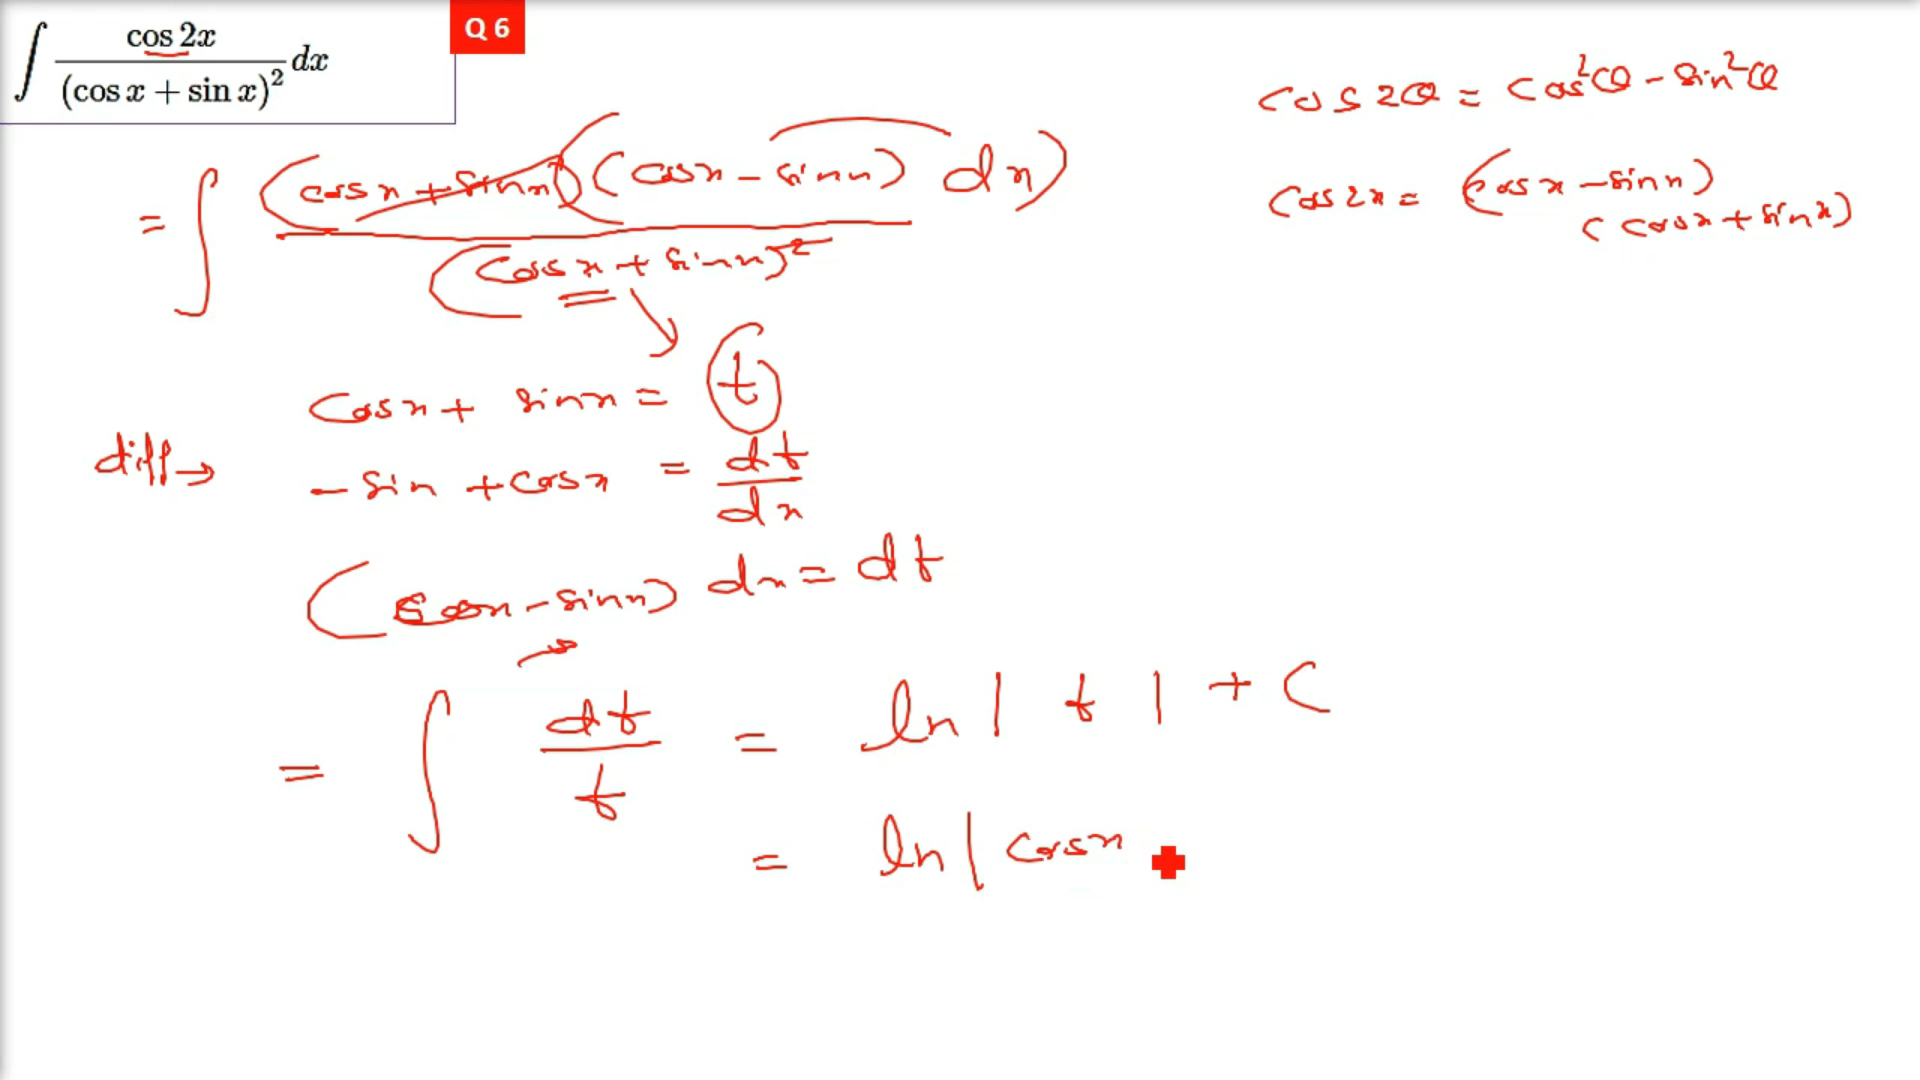 ∫ cos 2x / (cos x + sin x)² dx
Q 6
cos 2θ = cos²θ - sin²θ
cos 2x = (cos x - sin x)
(cos x + sin x)
= ∫ (cos x + sin x)(cos x - sin x) dx) / (cos x + sin x)²
cos x + sin x = t
diff → - sin + cos x = dt/dx
(cos x - sin x) dx = dt
= ∫ dt/t = ln | t | + C
= ln | cos x